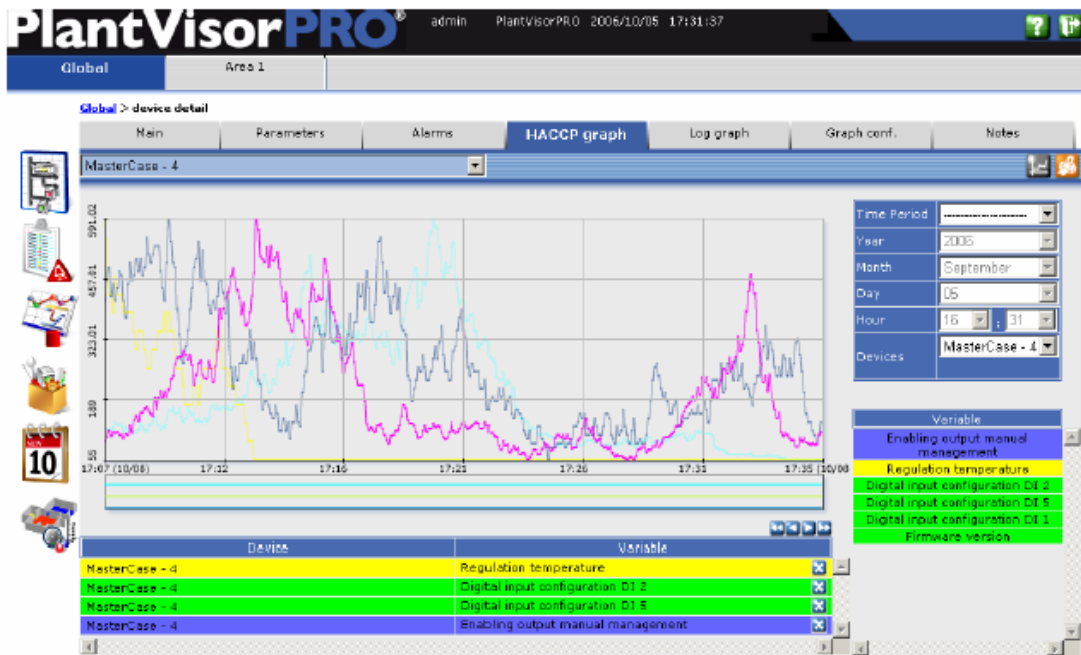 PlantVisorPRO® admin PlantVisorPRO 2006/10/05 17:31:37 ?
Global Area 1
Global > device detail
Main Parameters Alarms HACCP graph Log graph Graph conf. Notes
MasterCase - 4
591.02
457.01
323.01
189
55
17:07 (10/08) 17:12 17:16 17:21 17:26 17:31 17:35 (10/08
Time Period --------------------
Year 2006
Month September
Day 05
Hour 16 : 31
Devices MasterCase - 4
Variable
Enabling output manual
management
Regulation temperature
Digital input configuration DI 2
Digital input configuration DI 5
Digital input configuration DI 1
Firmware version
NOV
10
Device Variable
MasterCase - 4 Regulation temperature
MasterCase - 4 Digital input configuration DI 2
MasterCase - 4 Digital input configuration DI 5
MasterCase - 4 Enabling output manual management